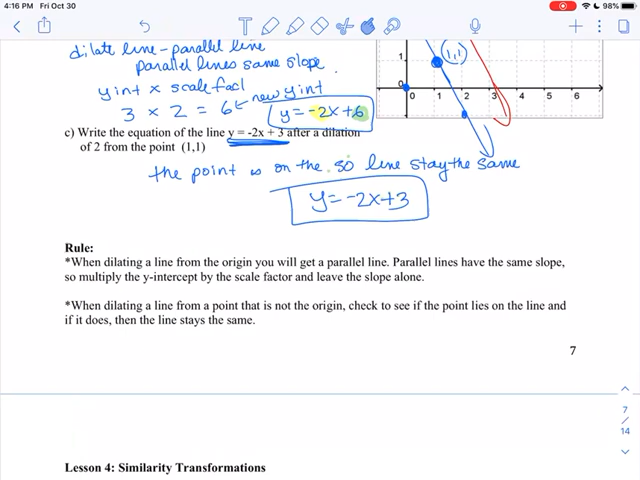 4:16 PM Fri Oct 30
78%
dilate line - parallel line
parallel lines same slope
y int x scale fact
3 x 2 = 6 ← new y int
y = -2x + 6
(1,1)
1
0
0 1 2 3 4 5 6
c) Write the equation of the line y = -2x + 3 after a dilation
of 2 from the point (1,1)
the point is on the so line stay the same
y = -2x+3
Rule:
*When dilating a line from the origin you will get a parallel line. Parallel lines have the same slope,
so multiply the y-intercept by the scale factor and leave the slope alone.
*When dilating a line from a point that is not the origin, check to see if the point lies on the line and
if it does, then the line stays the same.
7
7
/
14
Lesson 4: Similarity Transformations